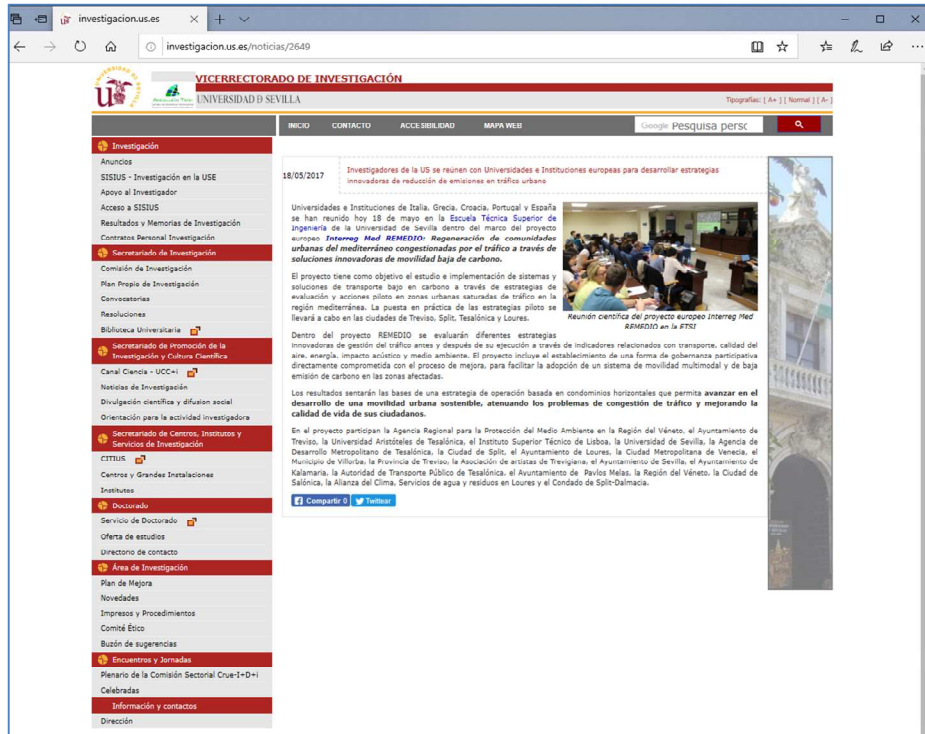 investigacion.us.es
investigacion.us.es/noticias/2649
VICERRECTORADO DE INVESTIGACIÓN
UNIVERSIDAD Ð SEVILLA
Tipografías: [ A+ ] [ Normal ] [ A- ]
INICIO CONTACTO ACCESIBILIDAD MAPA WEB
Google Pesquisa persc
Investigación
Anuncios
SISIUS - Investigación en la USE
Apoyo al Investigador
Acceso a SISIUS
Resultados y Memorias de Investigación
Contratos Personal Investigación
Secretariado de Investigación
Comisión de Investigación
Plan Propio de Investigación
Convocatorias
Resoluciones
Biblioteca Universitaria
Secretariado de Promoción de la
Investigación y Cultura Científica
Canal Ciencia - UCC+i
Noticias de Investigación
Divulgación científica y difusion social
Orientación para la actividad investigadora
Secretariado de Centros, Institutos y
Servicios de Investigación
CITIUS
Centros y Grandes Instalaciones
Institutos
Doctorado
Servicio de Doctorado
Oferta de estudios
Directorio de contacto
Área de Investigación
Plan de Mejora
Novedades
Impresos y Procedimientos
Comité Ético
Buzón de sugerencias
Encuentros y Jornadas
Plenario de la Comisión Sectorial Crue-I+D+i
Celebradas
Información y contactos
Dirección
18/05/2017
Investigadores de la US se reúnen con Universidades e Instituciones europeas para desarrollar estrategias
innovadoras de reducción de emisiones en tráfico urbano
Universidades e Instituciones de Italia, Grecia, Croacia, Portugal y España
se han reunido hoy 18 de mayo en la Escuela Técnica Superior de
Ingeniería de la Universidad de Sevilla dentro del marco del proyecto
europeo Interreg Med REMEDIO: Regeneración de comunidades
urbanas del mediterráneo congestionadas por el tráfico a través de
soluciones innovadoras de movilidad baja de carbono.
El proyecto tiene como objetivo el estudio e implementación de sistemas y
soluciones de transporte bajo en carbono a través de estrategias de
evaluación y acciones piloto en zonas urbanas saturadas de tráfico en la
región mediterránea. La puesta en práctica de las estrategias piloto se
llevará a cabo en las ciudades de Treviso, Split, Tesalónica y Loures.
Reunión científica del proyecto europeo Interreg Med
REMEDIO en la ETSI
Dentro del proyecto REMEDIO se evaluarán diferentes estrategias
innovadoras de gestión del tráfico antes y después de su ejecución a través de indicadores relacionados con transporte, calidad del
aire, energía, impacto acústico y medio ambiente. El proyecto incluye el establecimiento de una forma de gobernanza participativa
directamente comprometida con el proceso de mejora, para facilitar la adopción de un sistema de movilidad multimodal y de baja
emisión de carbono en las zonas afectadas.
Los resultados sentarán las bases de una estrategia de operación basada en condominios horizontales que permita avanzar en el
desarrollo de una movilidad urbana sostenible, atenuando los problemas de congestión de tráfico y mejorando la
calidad de vida de sus ciudadanos.
En el proyecto participan la Agencia Regional para la Protección del Medio Ambiente en la Región del Véneto, el Ayuntamiento de
Treviso, la Universidad Aristóteles de Tesalónica, el Instituto Superior Técnico de Lisboa, la Universidad de Sevilla, la Agencia de
Desarrollo Metropolitano de Tesalónica, la Ciudad de Split, el Ayuntamiento de Loures, la Ciudad Metropolitana de Venecia, el
Municipio de Villorba, la Provincia de Treviso, la Asociación de artistas de Trevigiana, el Ayuntamiento de Sevilla, el Ayuntamiento de
Kalamaria, la Autoridad de Transporte Público de Tesalónica, el Ayuntamiento de Pavlos Melas, la Región del Véneto, la Ciudad de
Salónica, la Alianza del Clima, Servicios de agua y residuos en Loures y el Condado de Split-Dalmacia.
Compartir 0 Twittear